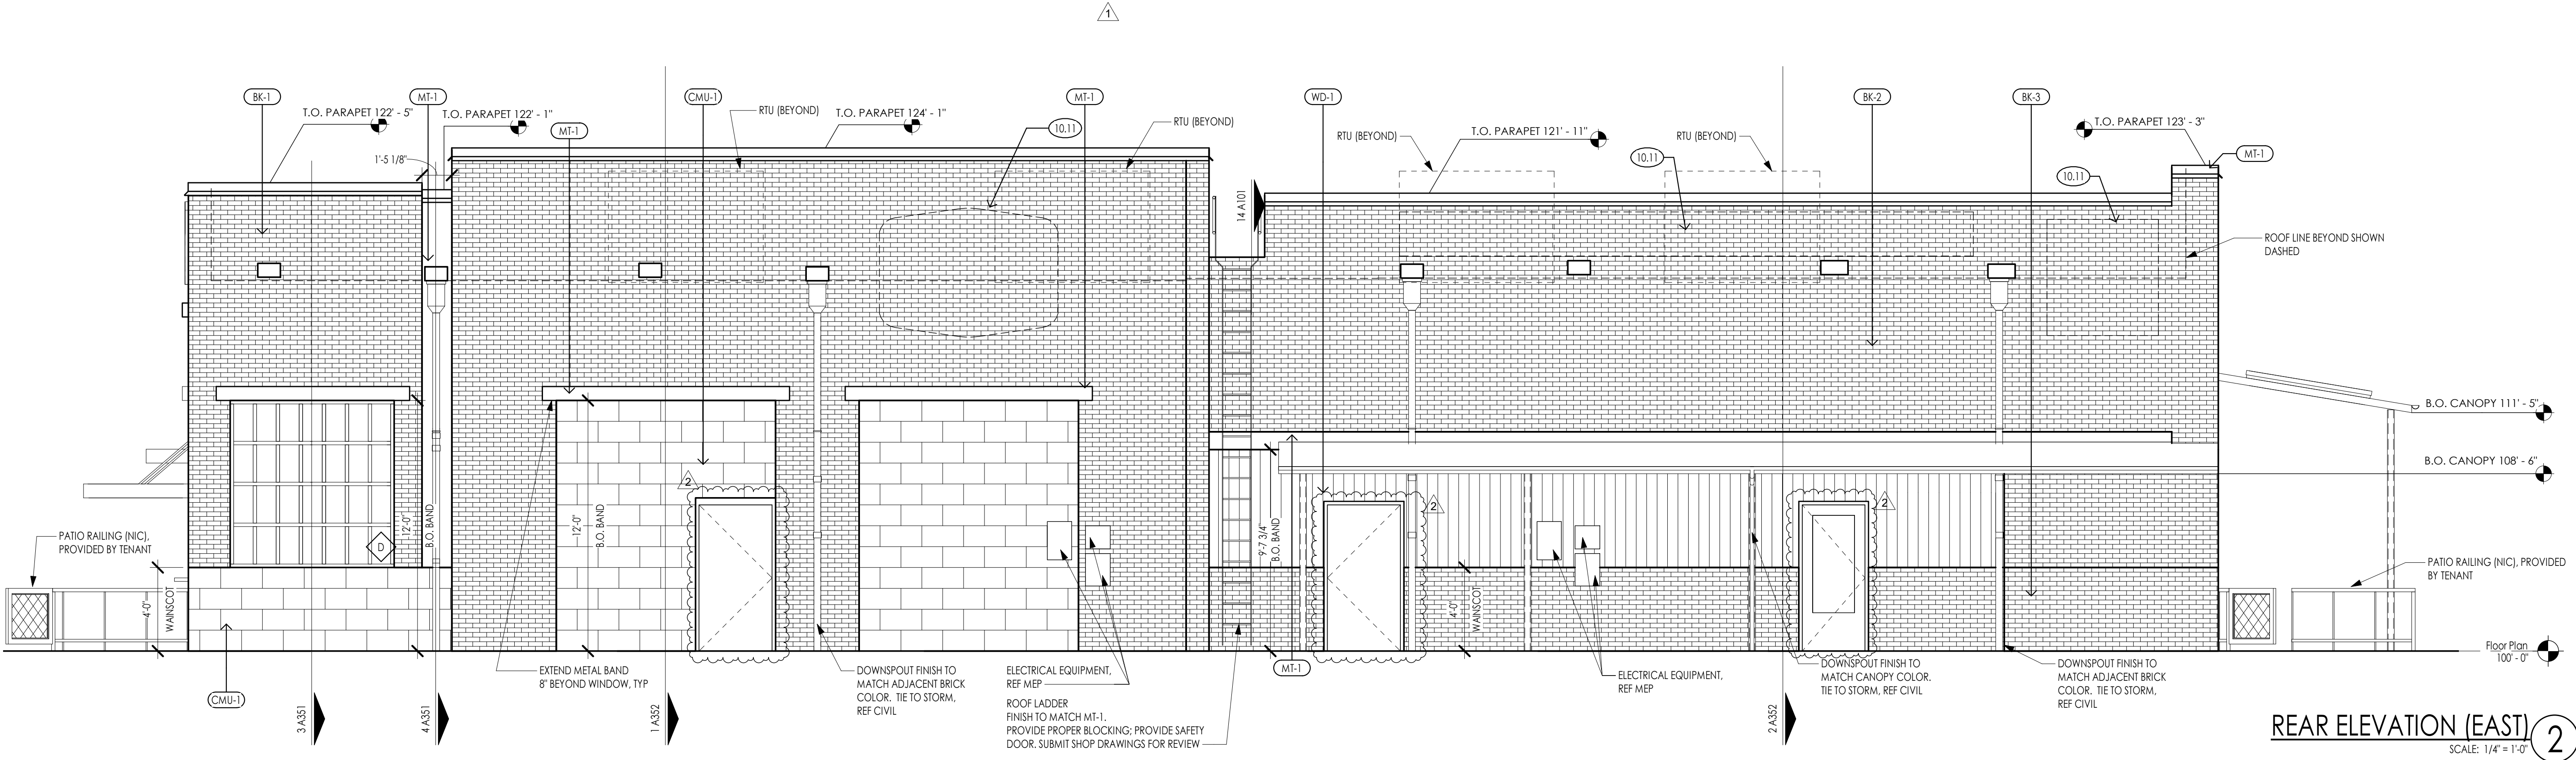 1
BK-1
T.O. PARAPET 122' - 5"
MT-1
T.O. PARAPET 122' - 1"
MT-1
CMU-1
RTU (BEYOND)
T.O. PARAPET 124' - 1"
10.11
MT-1
RTU (BEYOND)
WD-1
RTU (BEYOND)
T.O. PARAPET 121' - 11"
10.11
RTU (BEYOND)
BK-2
BK-3
T.O. PARAPET 123' - 3"
MT-1
10.11
1'-5 1/8"
14 A101
ROOF LINE BEYOND SHOWN
DASHED
B.O. CANOPY 111' - 5"
B.O. CANOPY 108' - 6"
2
2
2
D
12'-0"
B.O. BAND
12'-0"
B.O. BAND
9'-7 3/4"
B.O. BAND
PATIO RAILING (NIC),
PROVIDED BY TENANT
4'-0"
WAINSCOT
4'-0"
WAINSCOT
PATIO RAILING (NIC), PROVIDED
BY TENANT
Floor Plan
100' - 0"
CMU-1
EXTEND METAL BAND
8" BEYOND WINDOW, TYP
DOWNSPOUT FINISH TO
MATCH ADJACENT BRICK
COLOR. TIE TO STORM,
REF CIVIL
ELECTRICAL EQUIPMENT,
REF MEP
ROOF LADDER
FINISH TO MATCH MT-1.
PROVIDE PROPER BLOCKING; PROVIDE SAFETY
DOOR. SUBMIT SHOP DRAWINGS FOR REVIEW
MT-1
ELECTRICAL EQUIPMENT,
REF MEP
DOWNSPOUT FINISH TO
MATCH CANOPY COLOR.
TIE TO STORM, REF CIVIL
DOWNSPOUT FINISH TO
MATCH ADJACENT BRICK
COLOR. TIE TO STORM,
REF CIVIL
3 A351
4 A351
1 A352
2 A352
REAR ELEVATION (EAST)
SCALE: 1/4" = 1'-0"
2